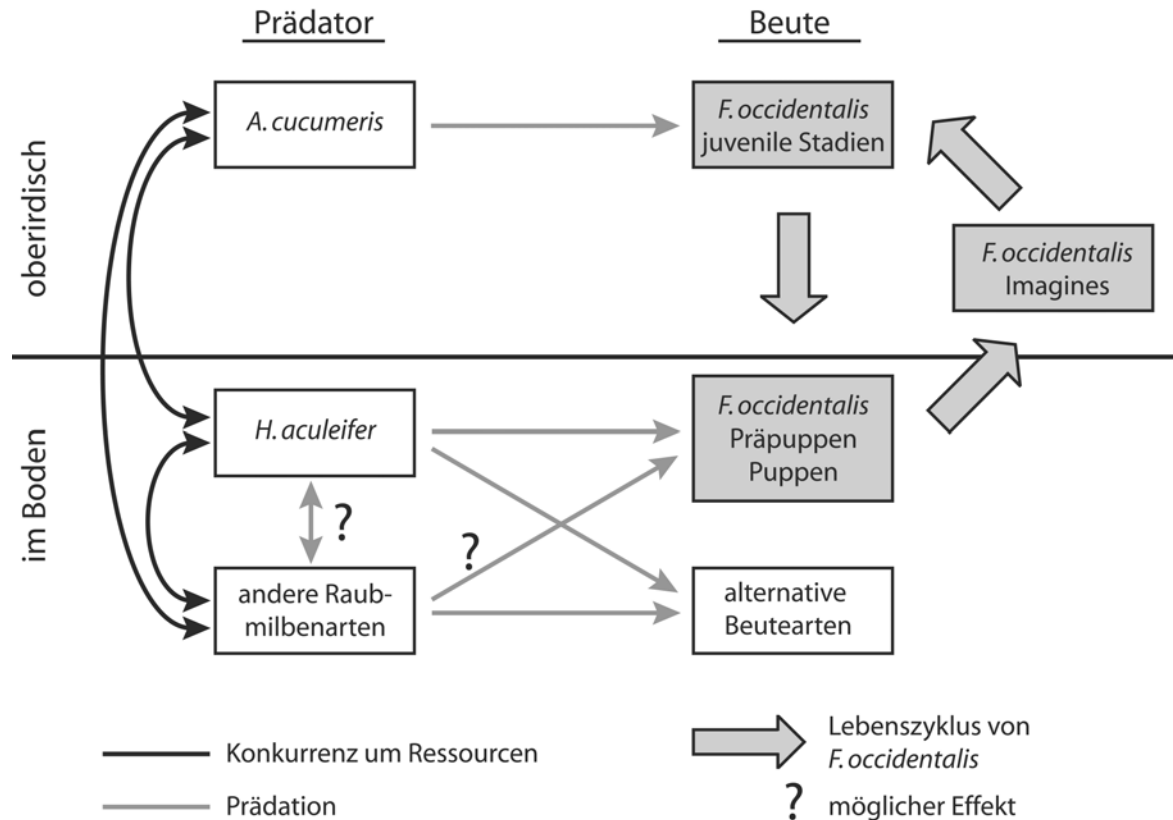 Prädator
Beute
oberirdisch
A. cucumeris
F. occidentalis
juvenile Stadien
F. occidentalis
Imagines
im Boden
H. aculeifer
F. occidentalis
Präpuppen
Puppen
?
?
andere Raub-
milbenarten
alternative
Beutearten
Konkurrenz um Ressourcen
Prädation
Lebenszyklus von
F. occidentalis
? möglicher Effekt